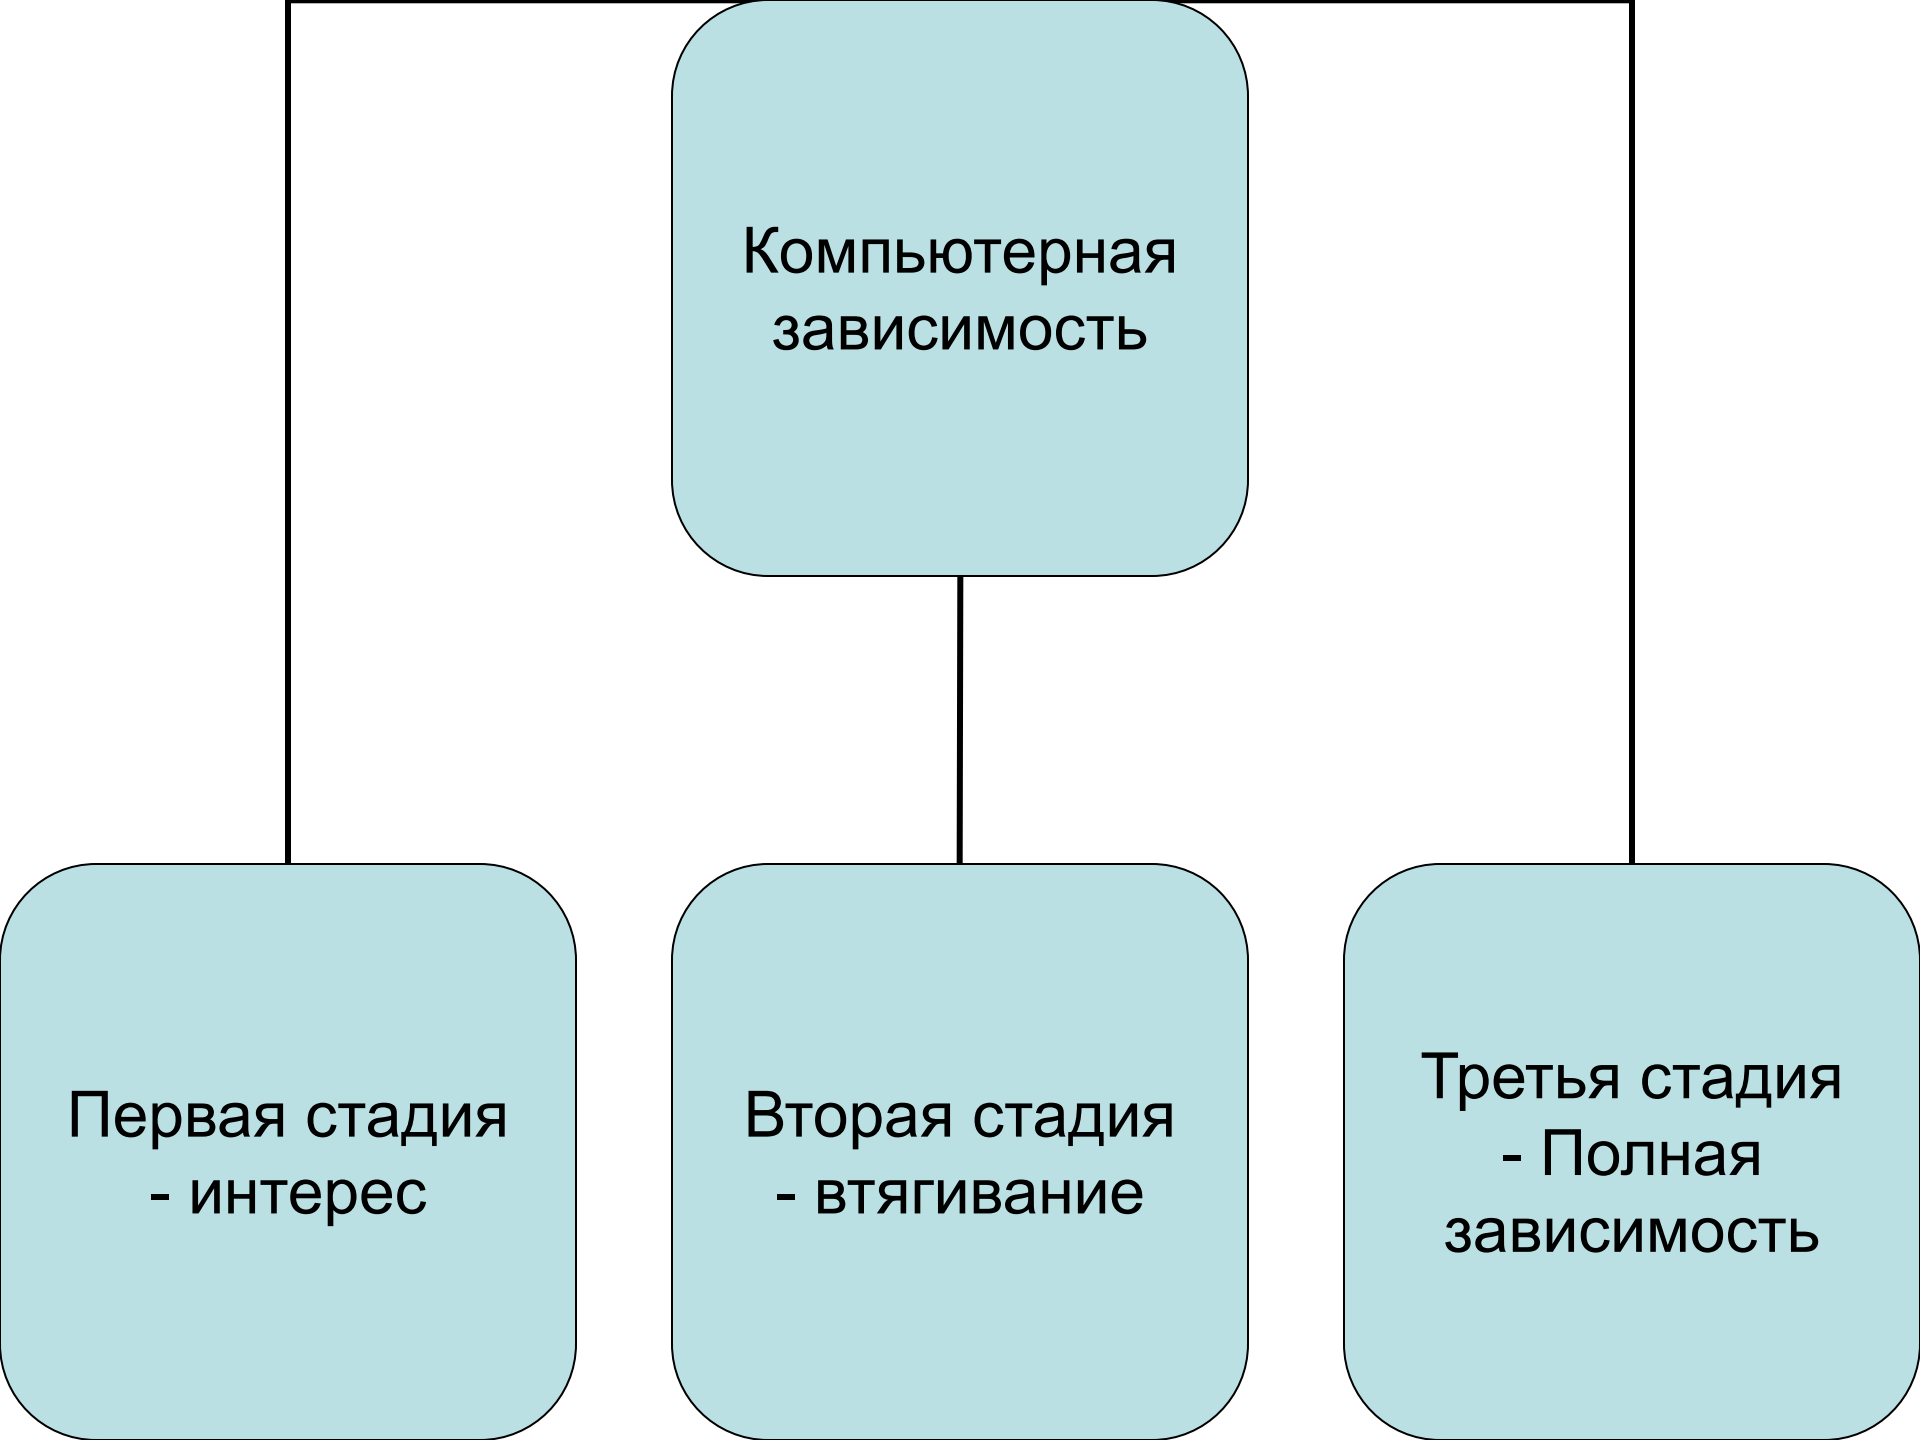 Компьютерная
зависимость
Первая стадия
- интерес
Вторая стадия
- втягивание
Третья стадия
- Полная
зависимость